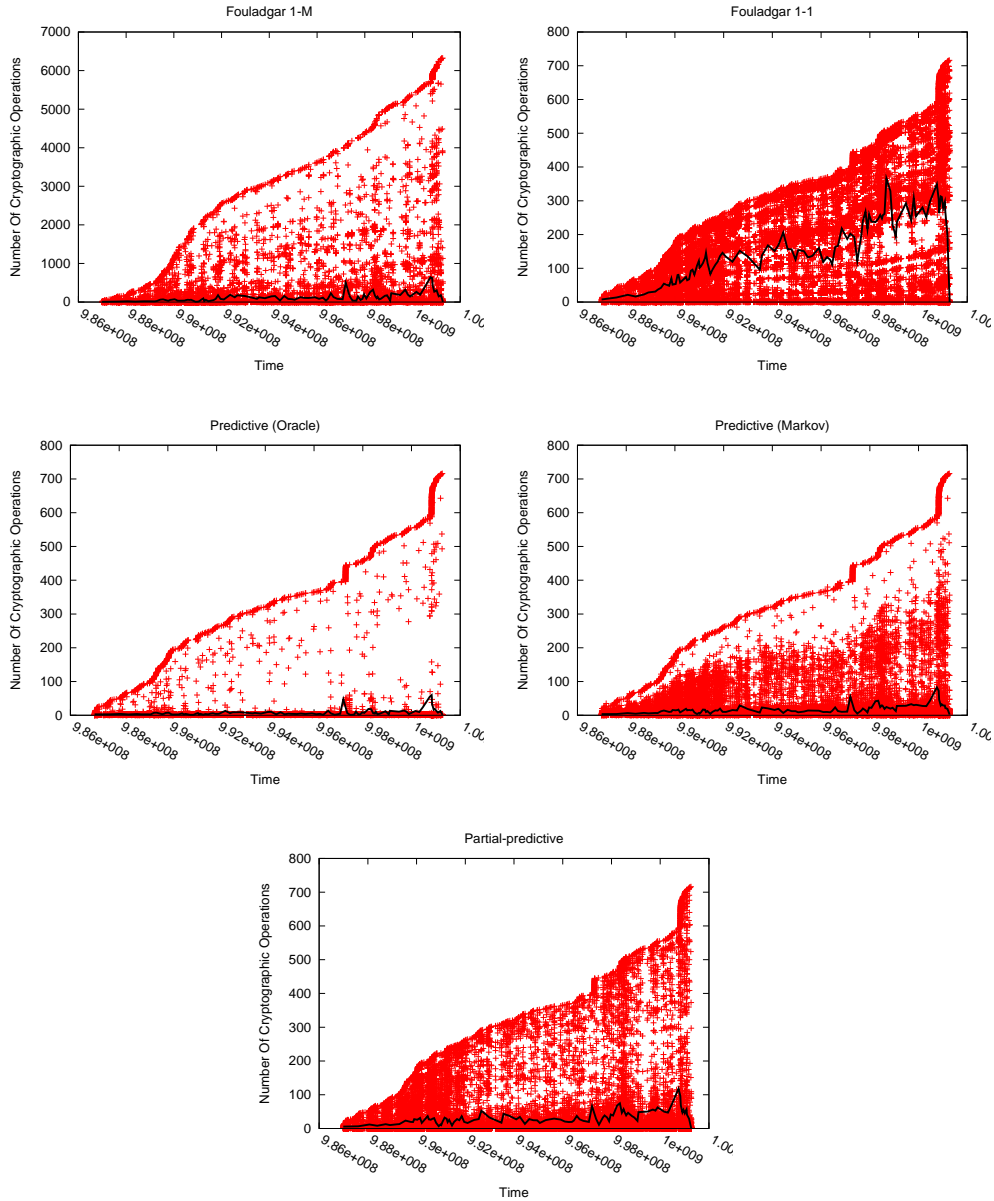 Fouladgar 1-M
Number Of Cryptographic Operations
7000
6000
5000
4000
3000
2000
1000
0
9.86e+008
9.88e+008
9.9e+008
9.92e+008
9.94e+008
9.96e+008
9.98e+008
1e+009
1.00
Time
Fouladgar 1-1
Number Of Cryptographic Operations
800
700
600
500
400
300
200
100
0
9.86e+008
9.88e+008
9.9e+008
9.92e+008
9.94e+008
9.96e+008
9.98e+008
1e+009
1.00
Time
Predictive (Oracle)
Number Of Cryptographic Operations
800
700
600
500
400
300
200
100
0
9.86e+008
9.88e+008
9.9e+008
9.92e+008
9.94e+008
9.96e+008
9.98e+008
1e+009
1.00
Time
Predictive (Markov)
Number Of Cryptographic Operations
800
700
600
500
400
300
200
100
0
9.86e+008
9.88e+008
9.9e+008
9.92e+008
9.94e+008
9.96e+008
9.98e+008
1e+009
1.00
Time
Partial-predictive
Number Of Cryptographic Operations
800
700
600
500
400
300
200
100
0
9.86e+008
9.88e+008
9.9e+008
9.92e+008
9.94e+008
9.96e+008
9.98e+008
1e+009
1.00
Time